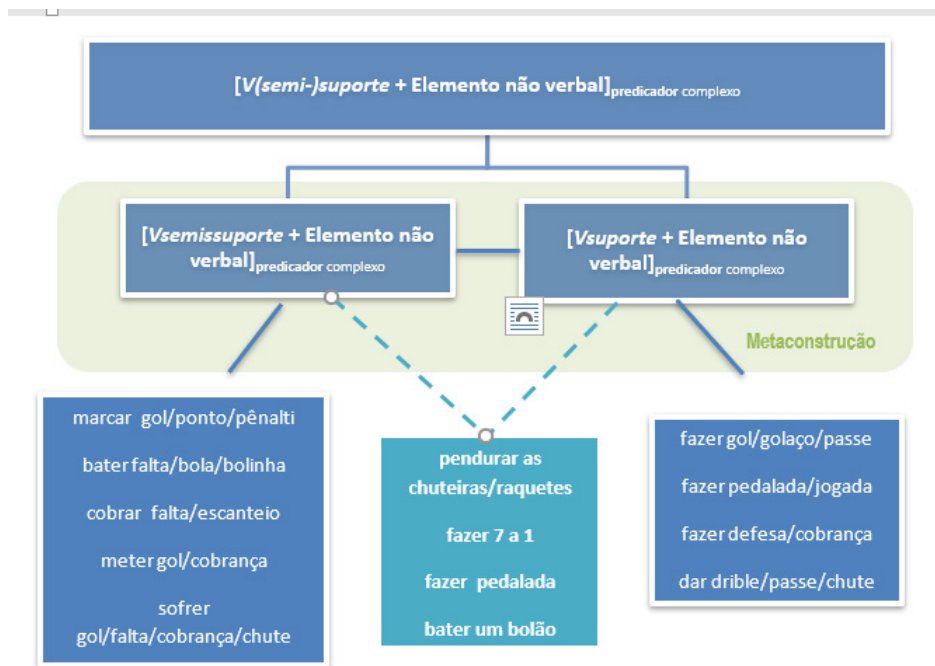 [V(semi-)suporte + Elemento não verbal]predicador complexo
[Vsemissuporte + Elemento não
verbal]predicador complexo
[Vsuporte + Elemento não
verbal]predicador complexo
Metaconstrução
marcar gol/ponto/pênalti
bater falta/bola/bolinha
cobrar falta/escanteio
meter gol/cobrança
sofrer
gol/falta/cobrança/chute
pendurar as
chuteiras/raquetes
fazer 7 a 1
fazer pedalada
bater um bolão
fazer gol/golaço/passe
fazer pedalada/jogada
fazer defesa/cobrança
dar drible/passe/chute